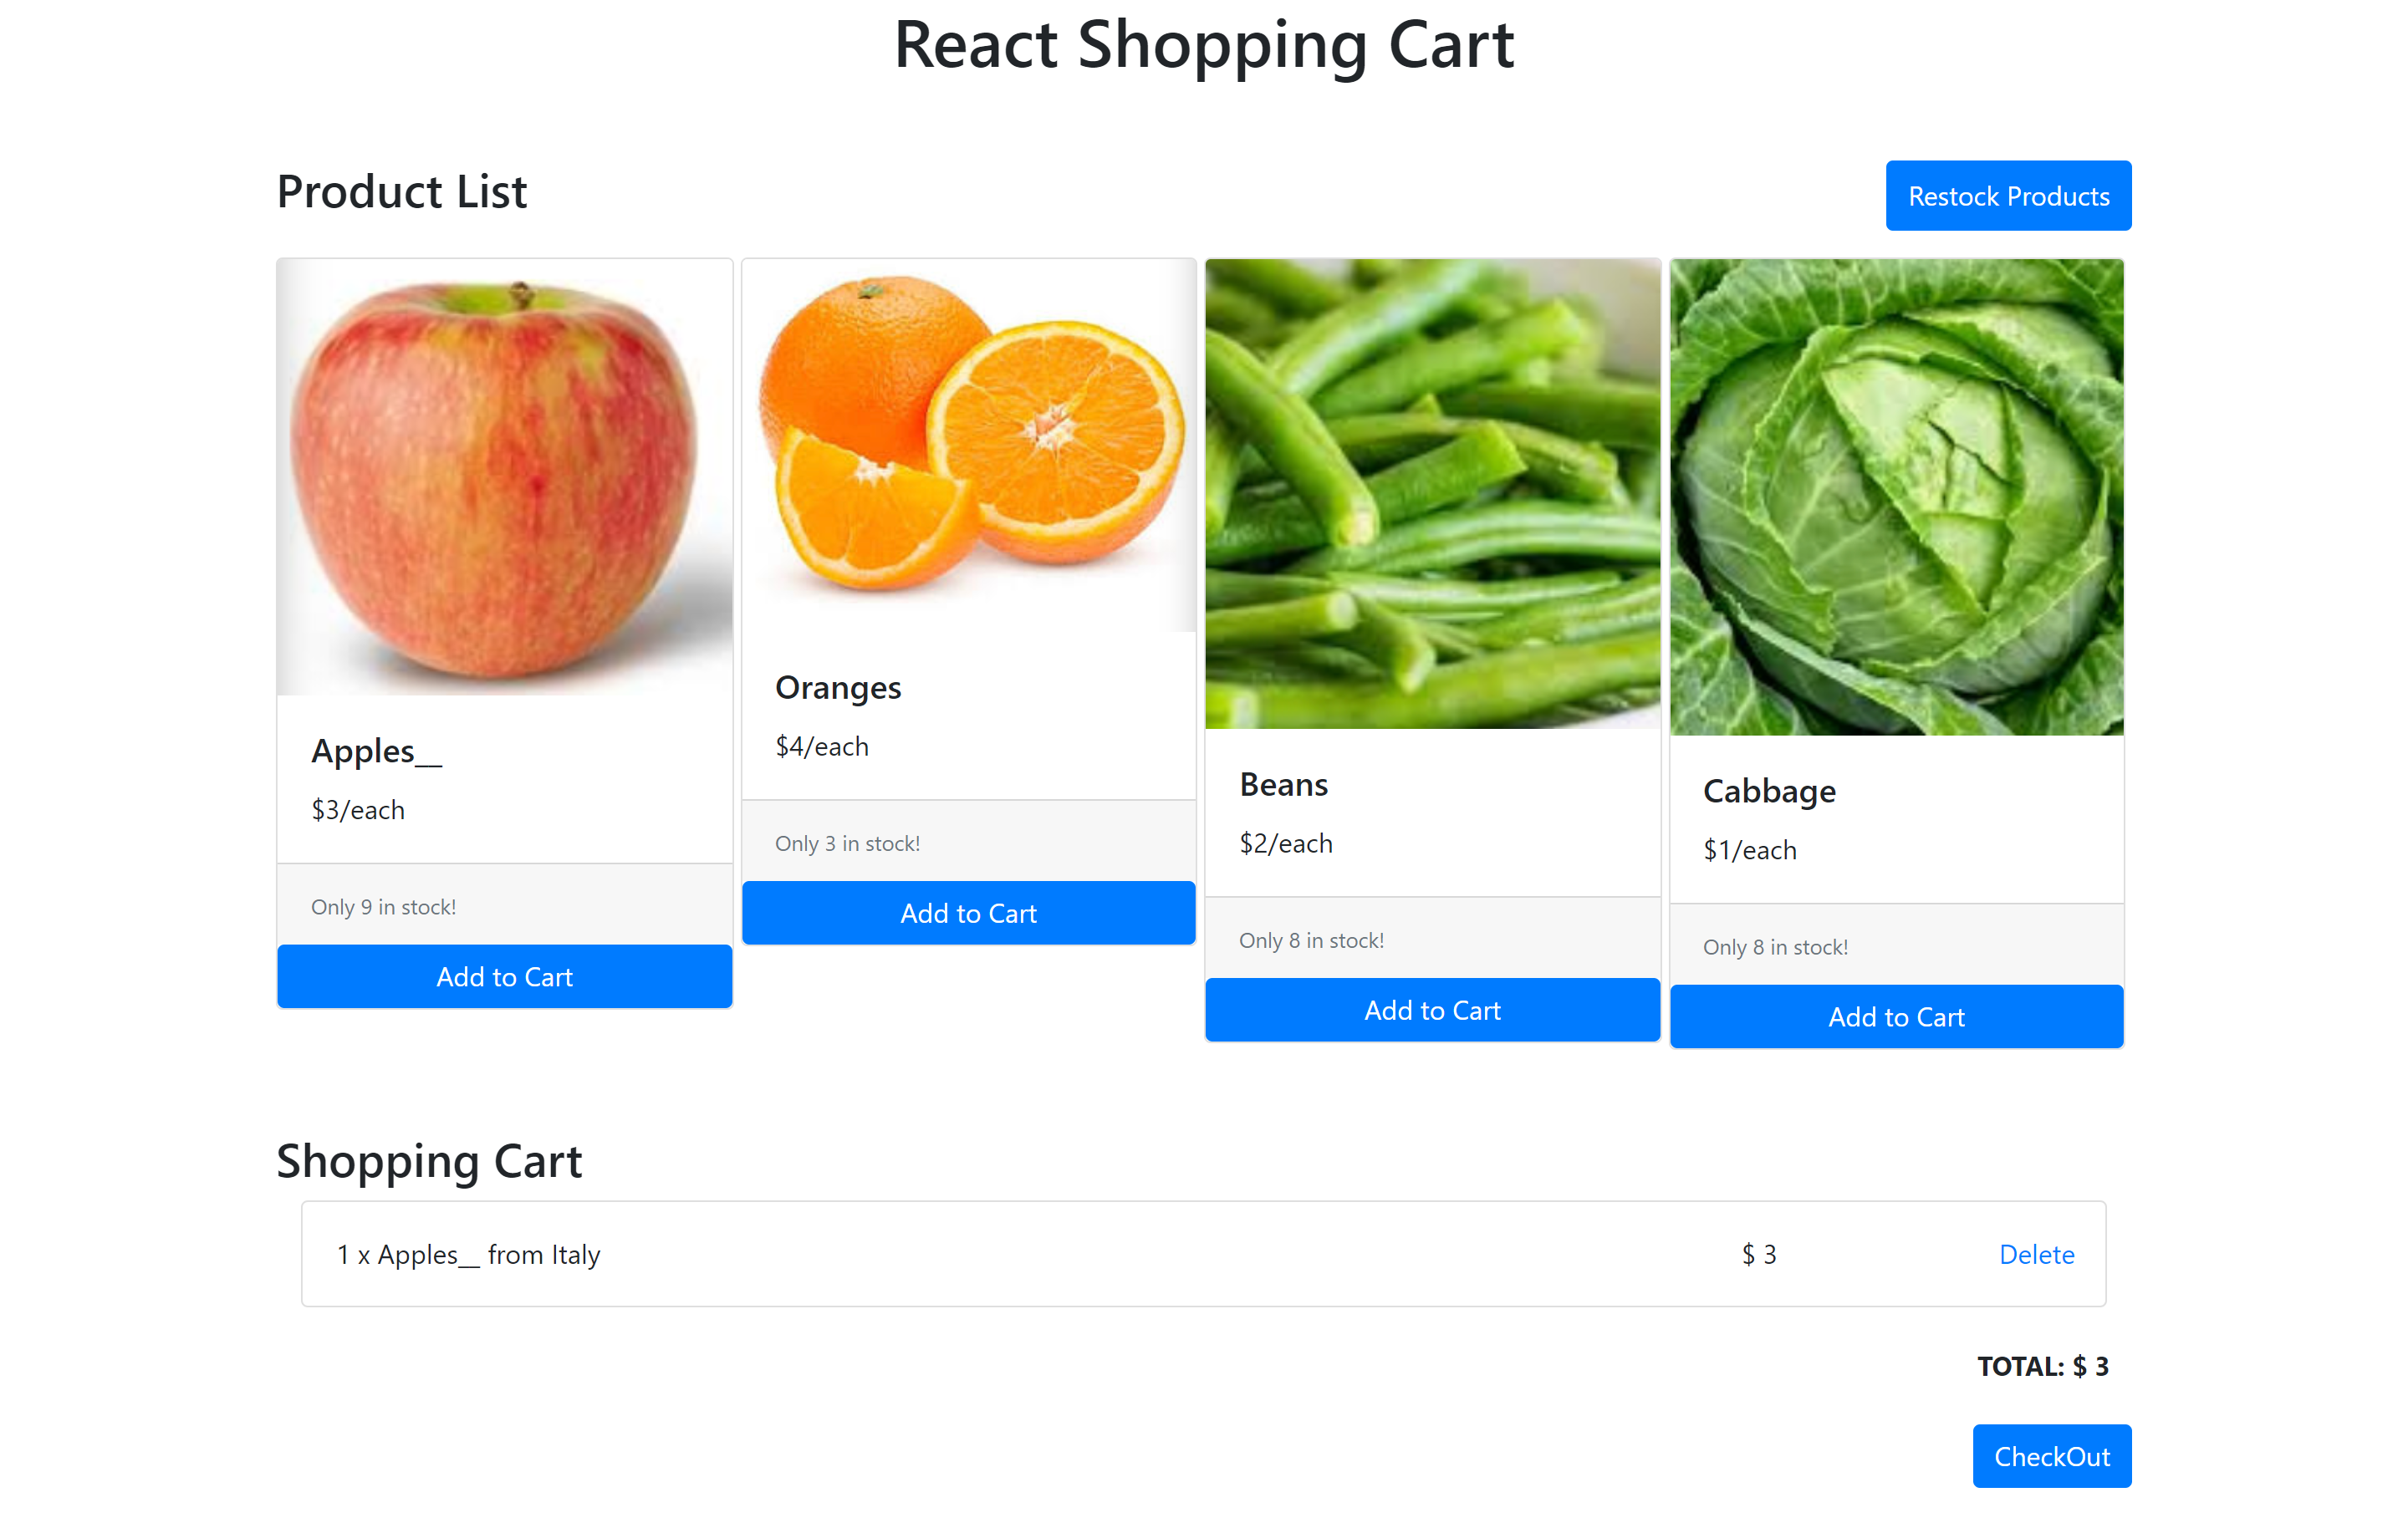 React Shopping Cart
Product List
Restock Products
Apples__
$3/each
Only 9 in stock!
Add to Cart
Oranges
$4/each
Only 3 in stock!
Add to Cart
Beans
$2/each
Only 8 in stock!
Add to Cart
Cabbage
$1/each
Only 8 in stock!
Add to Cart
Shopping Cart
1 x Apples__ from Italy $ 3 Delete
TOTAL: $ 3
CheckOut